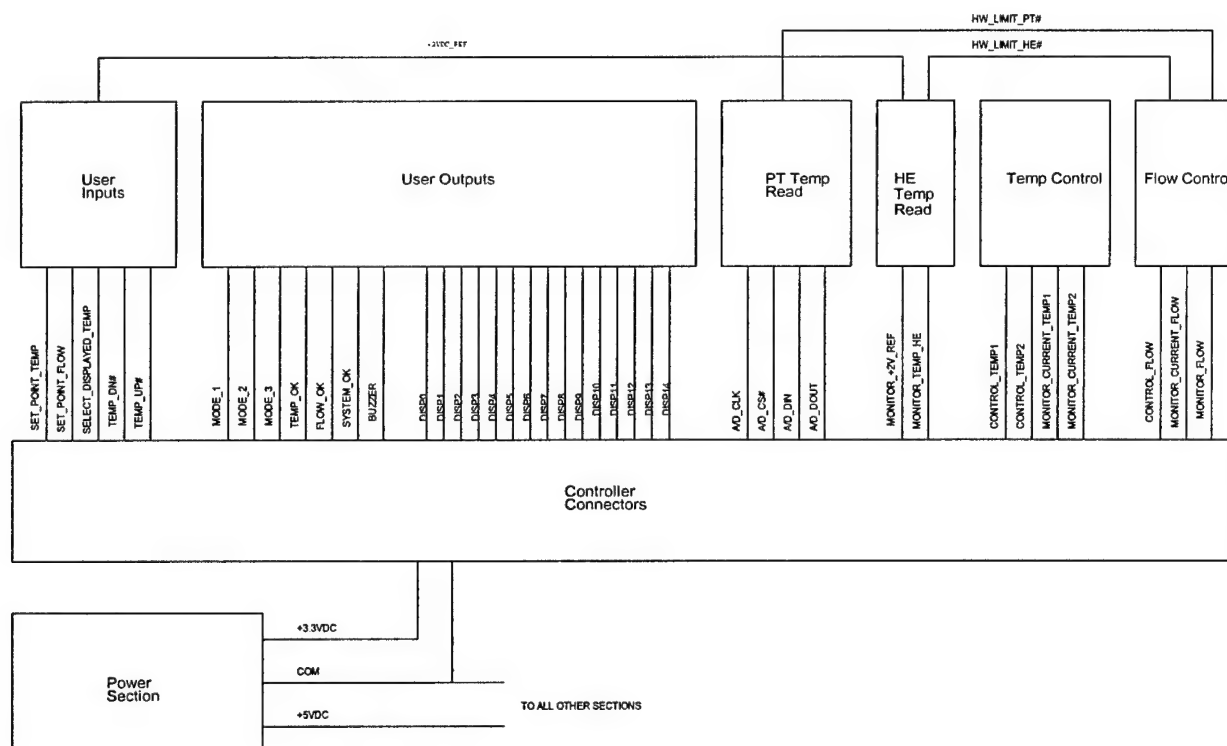 HW_LIMIT_PT#
+2VDC_REF
HW_LIMIT_HE#
User
Inputs
User Outputs
PT Temp
Read
HE
Temp
Read
Temp Control
Flow Control
SET_POINT_TEMP
SET_POINT_FLOW
SELECT_DISPLAYED_TEMP
TEMP_DN#
TEMP_UP#
MODE_1
MODE_2
MODE_3
TEMP_OK
FLOW_OK
SYSTEM_OK
BUZZER
DISP0
DISP1
DISP2
DISP3
DISP4
DISP5
DISP6
DISP7
DISP8
DISP9
DISP10
DISP11
DISP12
DISP13
DISP14
A/D_CLK
A/D_CS#
A/D_DIN
A/D_DOUT
MONITOR_+2V_REF
MONITOR_TEMP_HE
CONTROL_TEMP1
CONTROL_TEMP2
MONITOR_CURRENT_TEMP1
MONITOR_CURRENT_TEMP2
CONTROL_FLOW
MONITOR_CURRENT_FLOW
MONITOR_FLOW
Controller
Connectors
+3.3VDC
COM
Power
Section
TO ALL OTHER SECTIONS
+5VDC